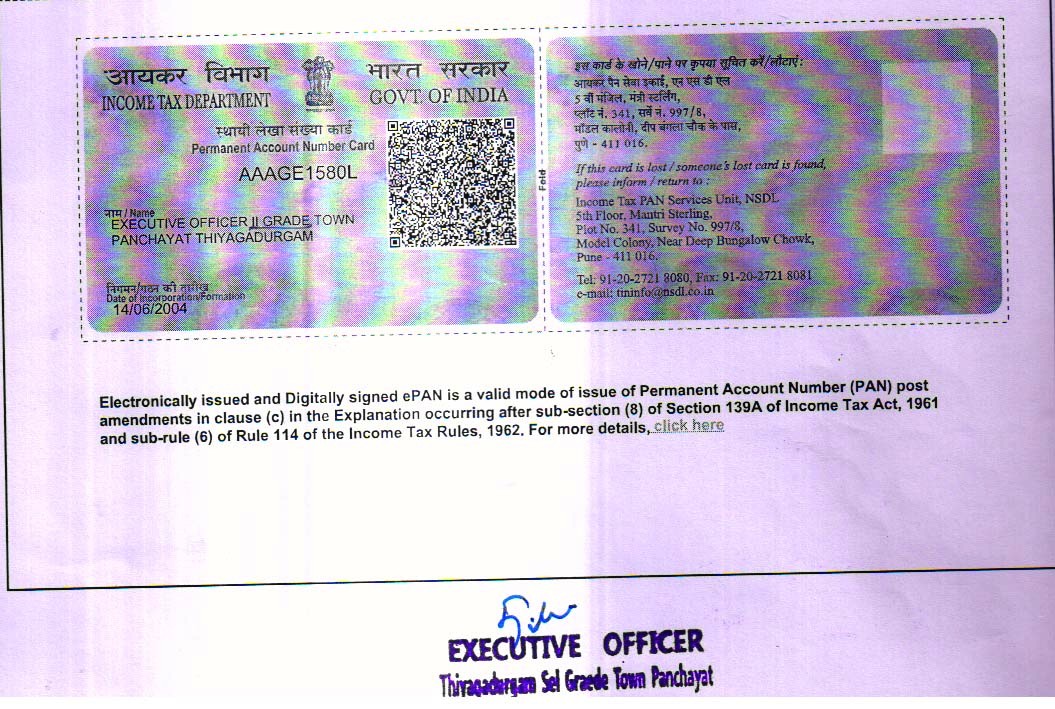 आयकर विभाग
INCOME TAX DEPARTMENT
भारत सरकार
GOVT. OF INDIA
स्थायी लेखा संख्या कार्ड
Permanent Account Number Card
AAAGE1580L
नाम / Name
EXECUTIVE OFFICER II GRADE TOWN
PANCHAYAT THIYAGADURGAM
निगमन/गठन की तारीख
Date of Incorporation/Formation
14/06/2004
Fold
इस कार्ड के खोने/पाने पर कृपया सूचित करें/लौटाएं:
आयकर पैन सेवा इकाई, एन एस डी एल
5 वीं मंजिल, मंत्री स्टर्लिंग,
प्लॉट नं. 341, सर्वे नं. 997/8,
मॉडल कालोनी, दीप बंगला चौक के पास,
पुणे - 411 016.
If this card is lost / someone's lost card is found,
please inform / return to :
Income Tax PAN Services Unit, NSDL
5th Floor, Mantri Sterling,
Plot No. 341, Survey No. 997/8,
Model Colony, Near Deep Bungalow Chowk,
Pune - 411 016.
Tel: 91-20-2721 8080, Fax: 91-20-2721 8081
e-mail: tininfo@nsdl.co.in
Electronically issued and Digitally signed ePAN is a valid mode of issue of Permanent Account Number (PAN) post
amendments in clause (c) in the Explanation occurring after sub-section (8) of Section 139A of Income Tax Act, 1961
and sub-rule (6) of Rule 114 of the Income Tax Rules, 1962. For more details, click here
EXECUTIVE OFFICER
Thiyagadurgam Sel Graede Town Panchayat